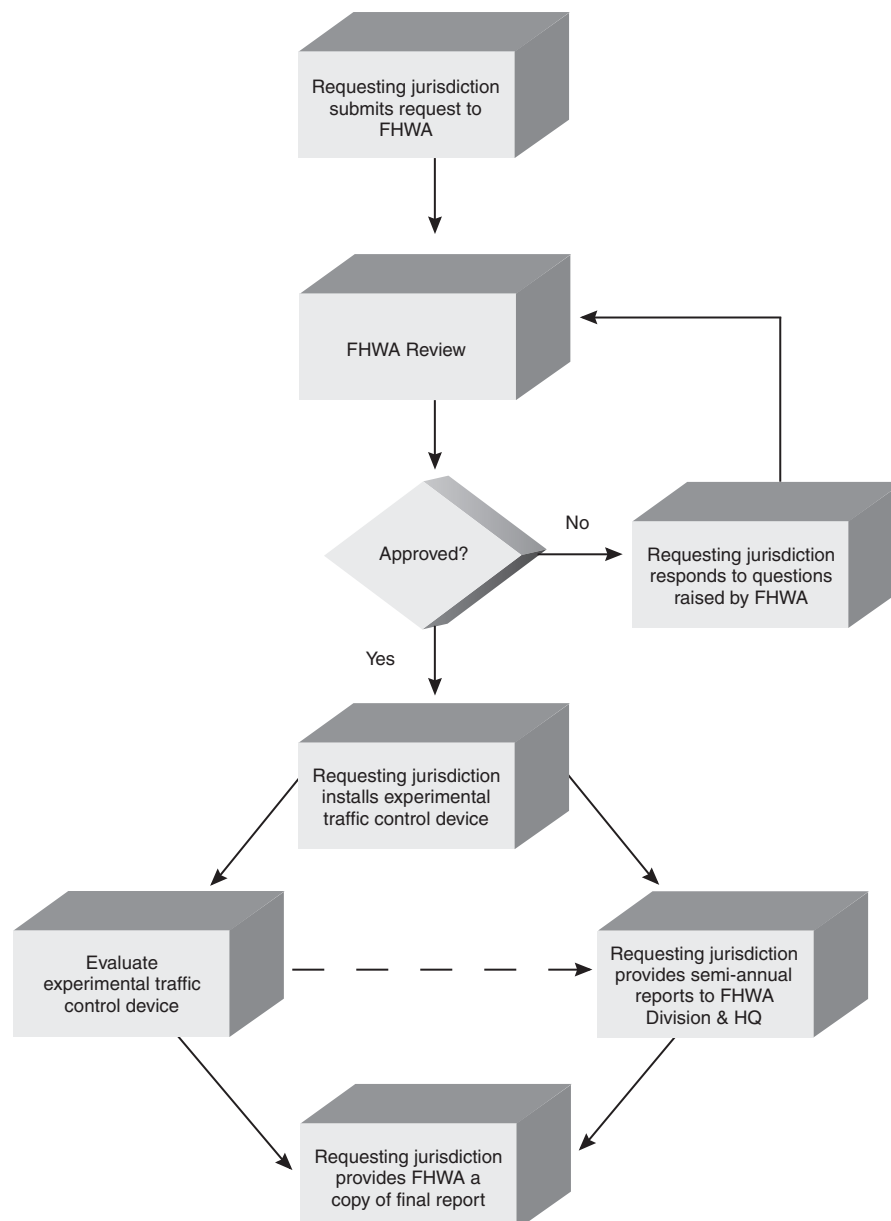 Requesting jurisdiction
submits request to
FHWA
FHWA Review
Approved?
No
Requesting jurisdiction
responds to questions
raised by FHWA
Yes
Requesting jurisdiction
installs experimental
traffic control device
Evaluate
experimental traffic
control device
Requesting jurisdiction
provides semi-annual
reports to FHWA
Division & HQ
Requesting jurisdiction
provides FHWA a
copy of final report